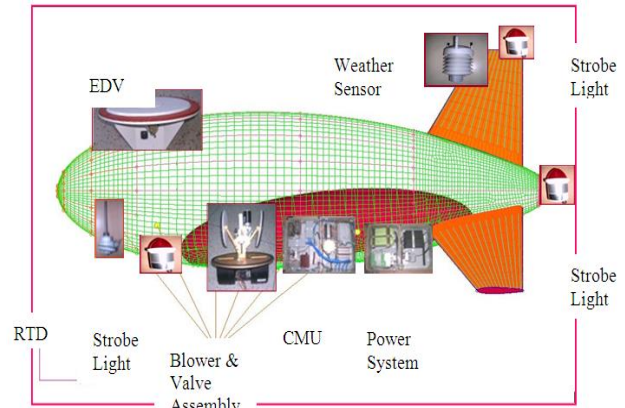 EDV
Weather
Sensor
Strobe
Light
Strobe
Light
RTD
Strobe
Light
Blower &
Valve
Assembly
CMU
Power
System